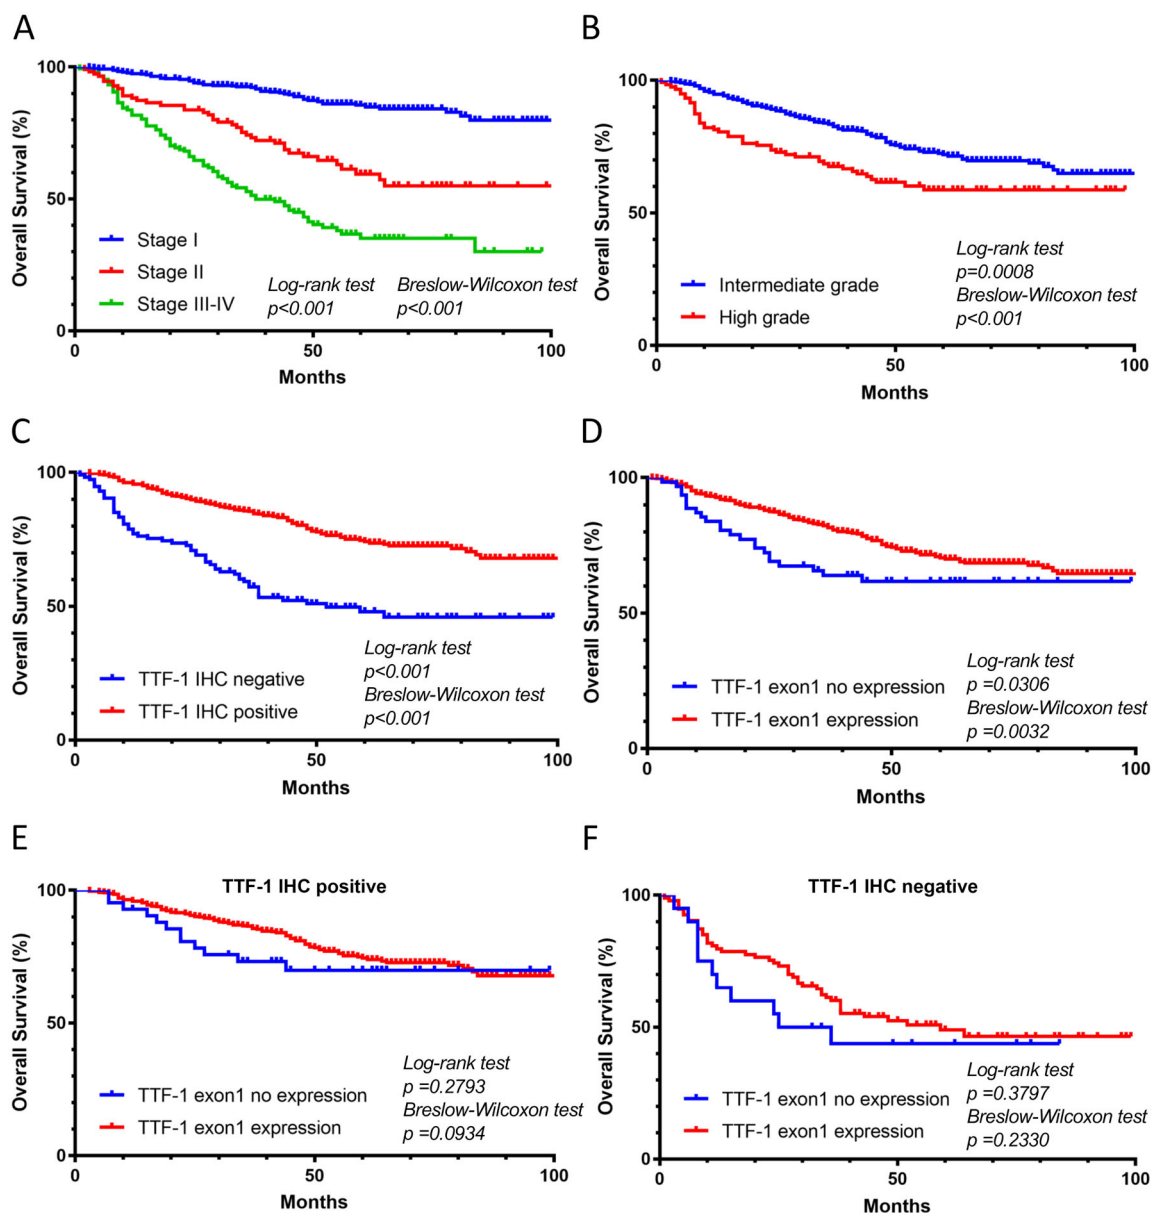 A
100
50
0
Overall Survival (%)
Stage I
Stage II
Stage III-IV
Log-rank test
p<0.001
Breslow-Wilcoxon test
p<0.001
0
50
100
Months
B
100
50
0
Overall Survival (%)
Intermediate grade
High grade
Log-rank test
p=0.0008
Breslow-Wilcoxon test
p<0.001
0
50
100
Months
C
100
50
0
Overall Survival (%)
TTF-1 IHC negative
TTF-1 IHC positive
Log-rank test
p<0.001
Breslow-Wilcoxon test
p<0.001
0
50
100
Months
D
100
50
0
Overall Survival (%)
TTF-1 exon1 no expression
TTF-1 exon1 expression
Log-rank test
p =0.0306
Breslow-Wilcoxon test
p =0.0032
0
50
100
Months
E
TTF-1 IHC positive
100
50
0
Overall Survival (%)
TTF-1 exon1 no expression
TTF-1 exon1 expression
Log-rank test
p =0.2793
Breslow-Wilcoxon test
p =0.0934
0
50
100
Months
F
TTF-1 IHC negative
100
50
0
Overall Survival (%)
TTF-1 exon1 no expression
TTF-1 exon1 expression
Log-rank test
p =0.3797
Breslow-Wilcoxon test
p =0.2330
0
50
100
Months